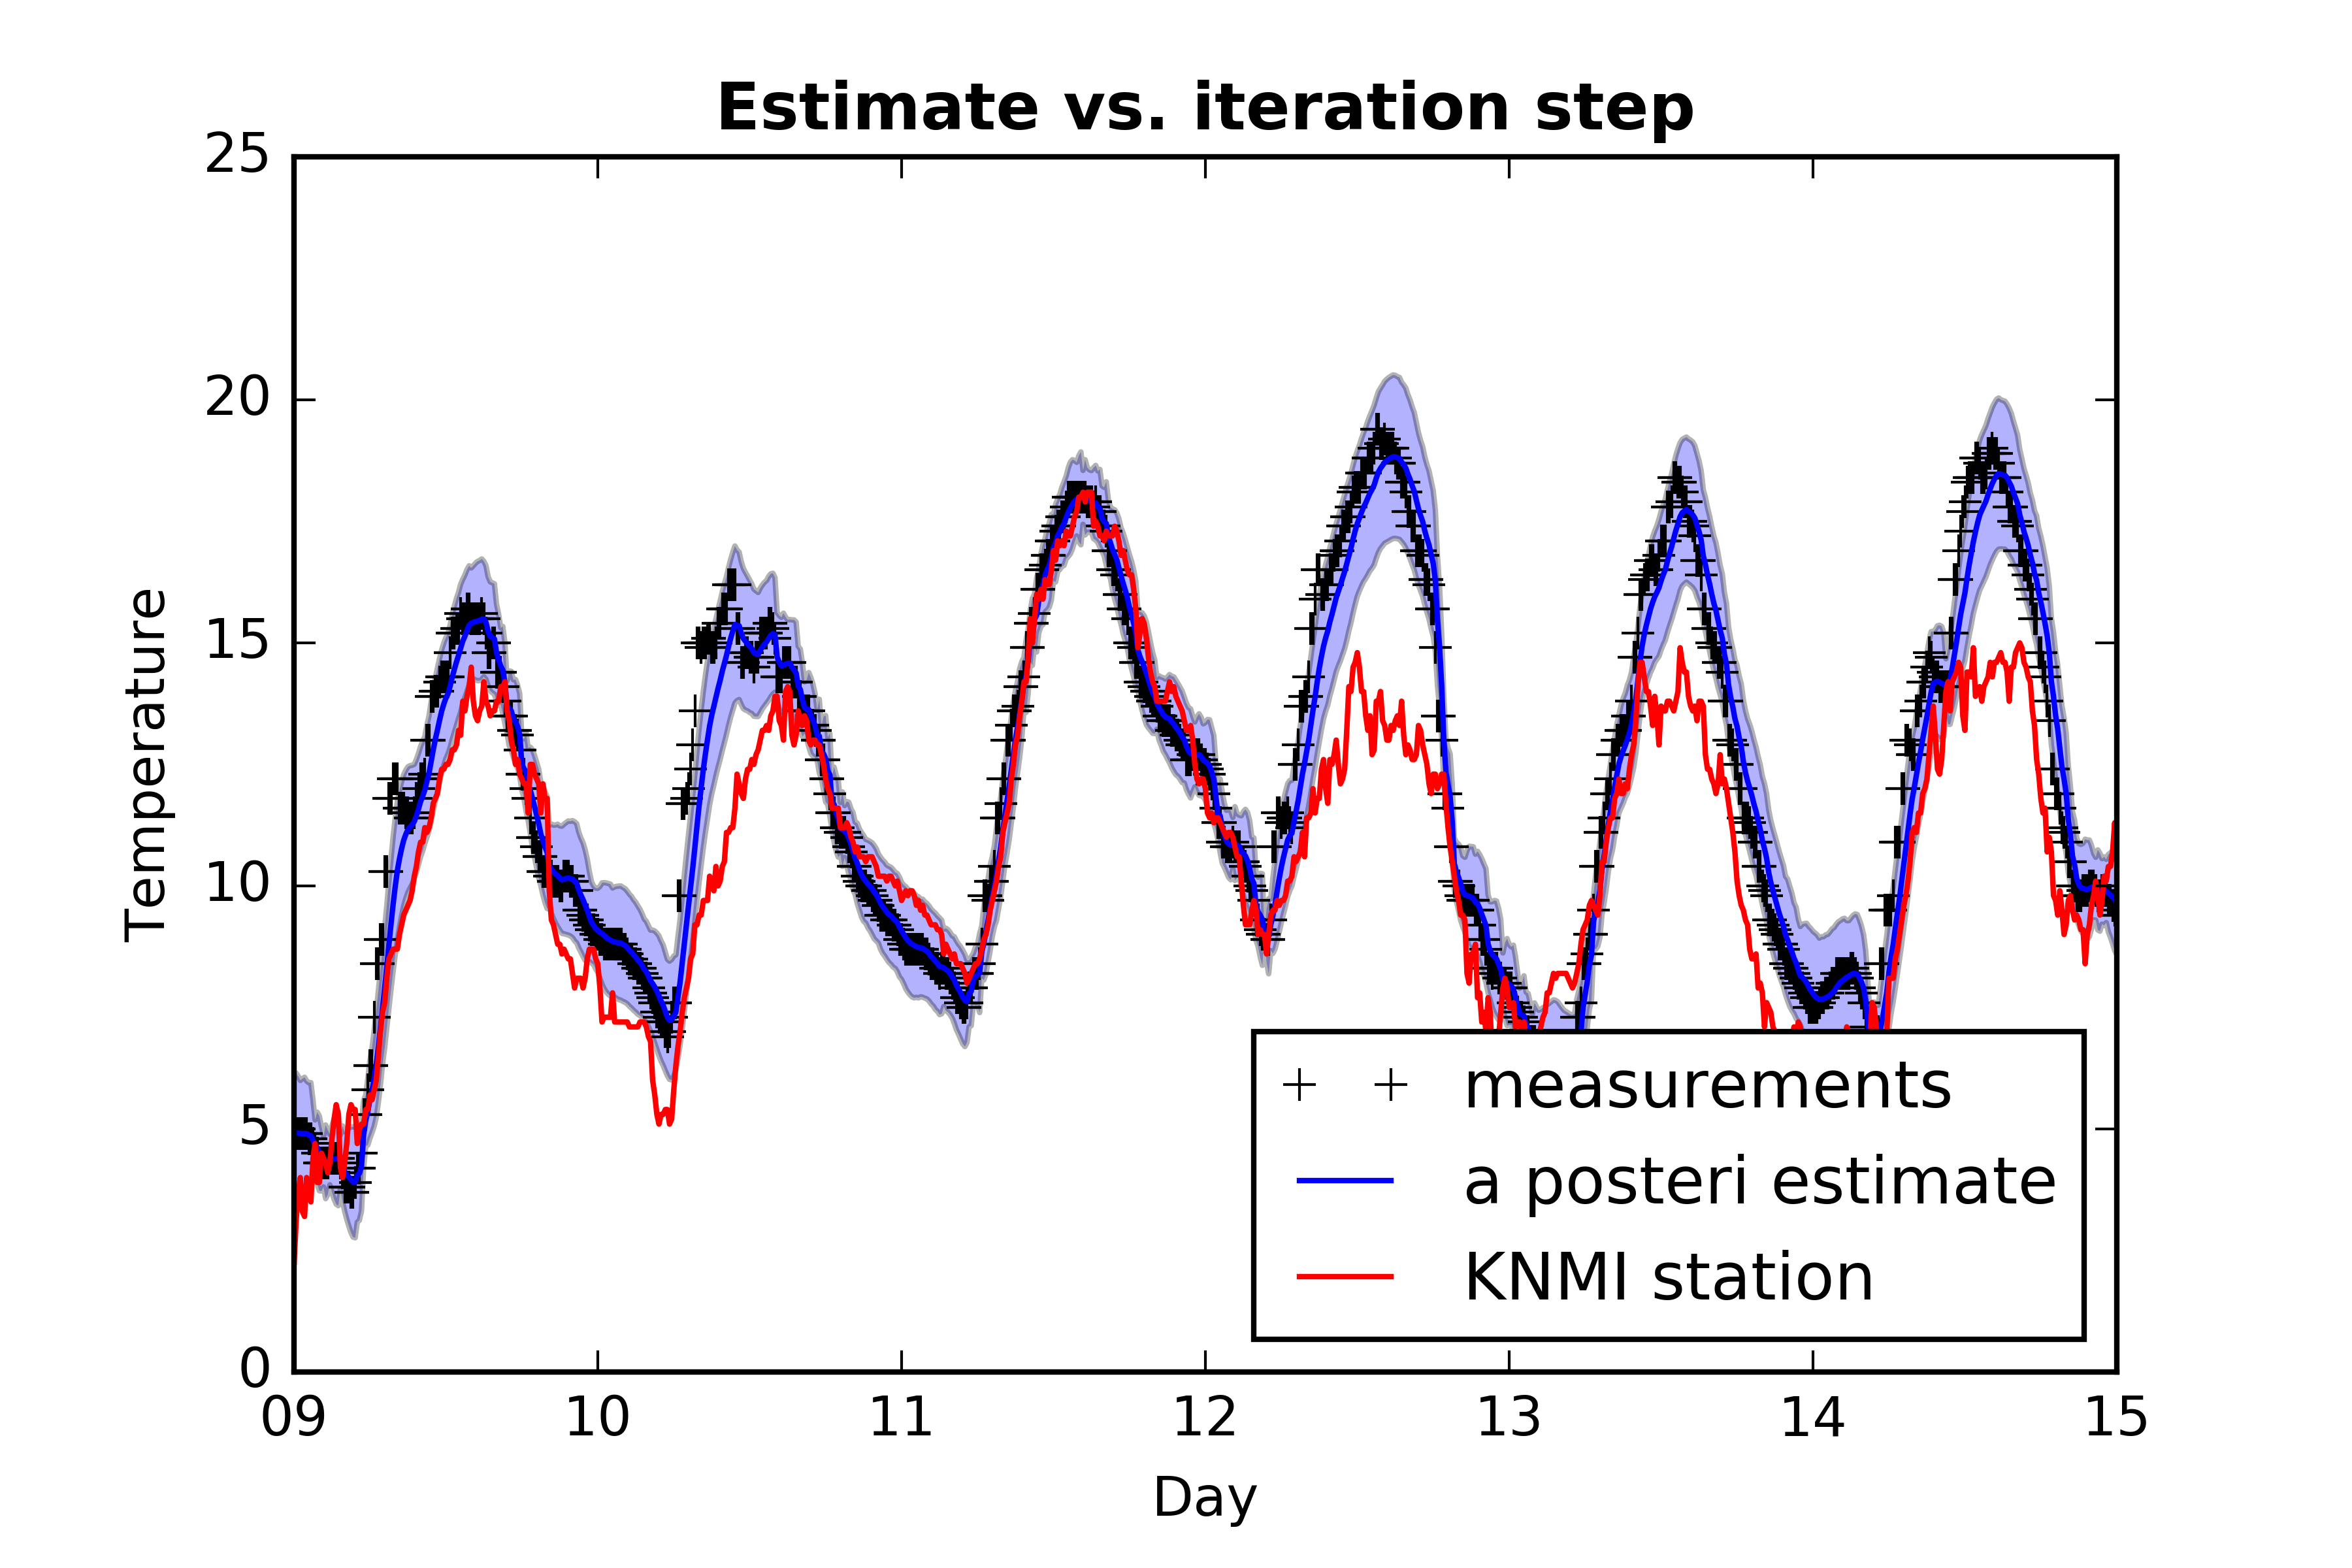 Estimate vs. iteration step
25
20
15
10
5
0
Temperature
09 10 11 12 13 14 15
Day
measurements
a posteri estimate
KNMI station